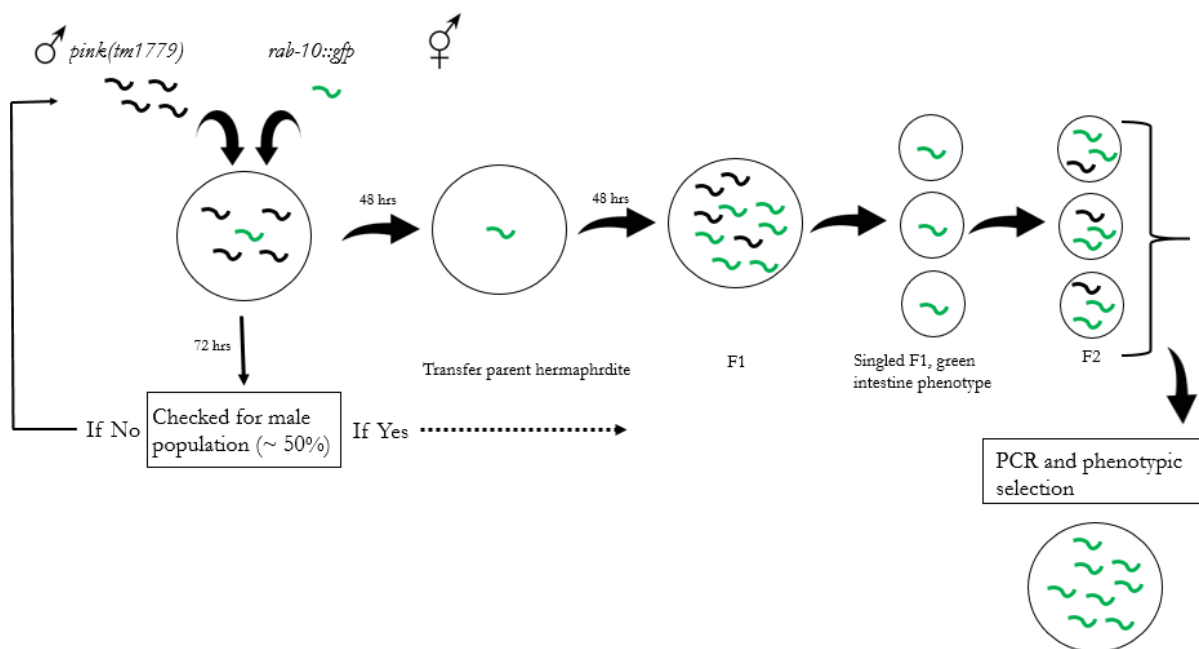 ♂ pink(tm1779)
rab-10::gfp
⚥
48 hrs
48 hrs
72 hrs
Transfer parent hermaphrdite
F1
Singled F1, green
intestine phenotype
F2
If No
Checked for male
population (~ 50%)
If Yes
PCR and phenotypic
selection